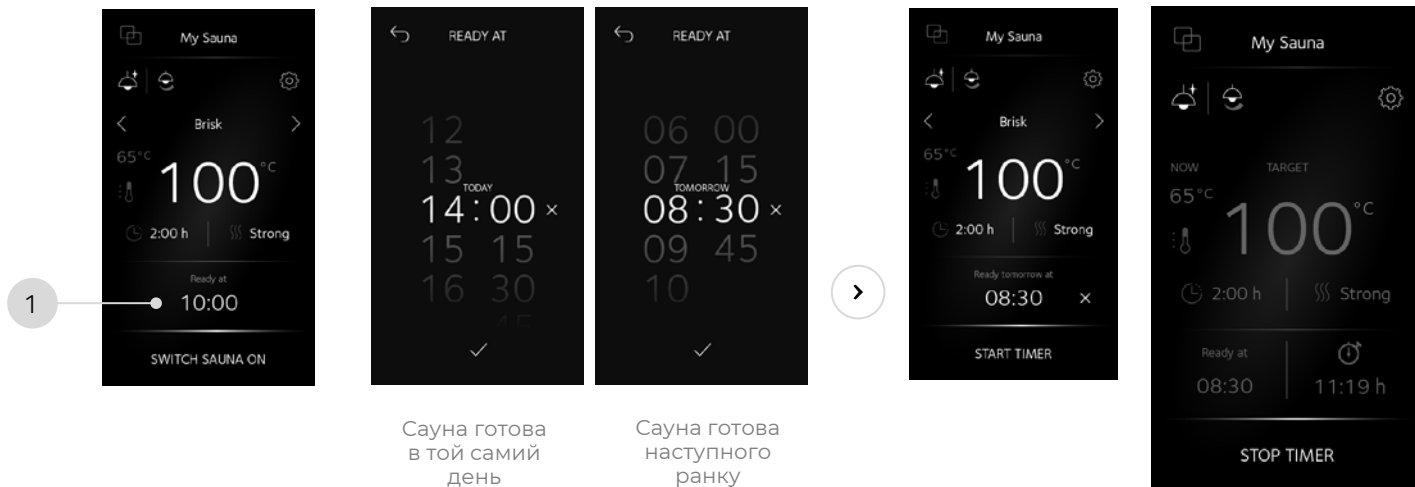 1
My Sauna
Brisk
65°C
100°C
2:00 h
Strong
Ready at
10:00
SWITCH SAUNA ON
READY AT
12
13
TODAY
14 : 00 ×
15 15
16 30
45
Сауна готова
в той самий
день
READY AT
06 00
07 15
TOMORROW
08 : 30 ×
09 45
10
Сауна готова
наступного
ранку
My Sauna
Brisk
65°C
100°C
2:00 h
Strong
Ready tomorrow at
08:30 ×
START TIMER
My Sauna
NOW
TARGET
65°C
100°C
2:00 h
Strong
Ready at
08:30
11:19 h
STOP TIMER